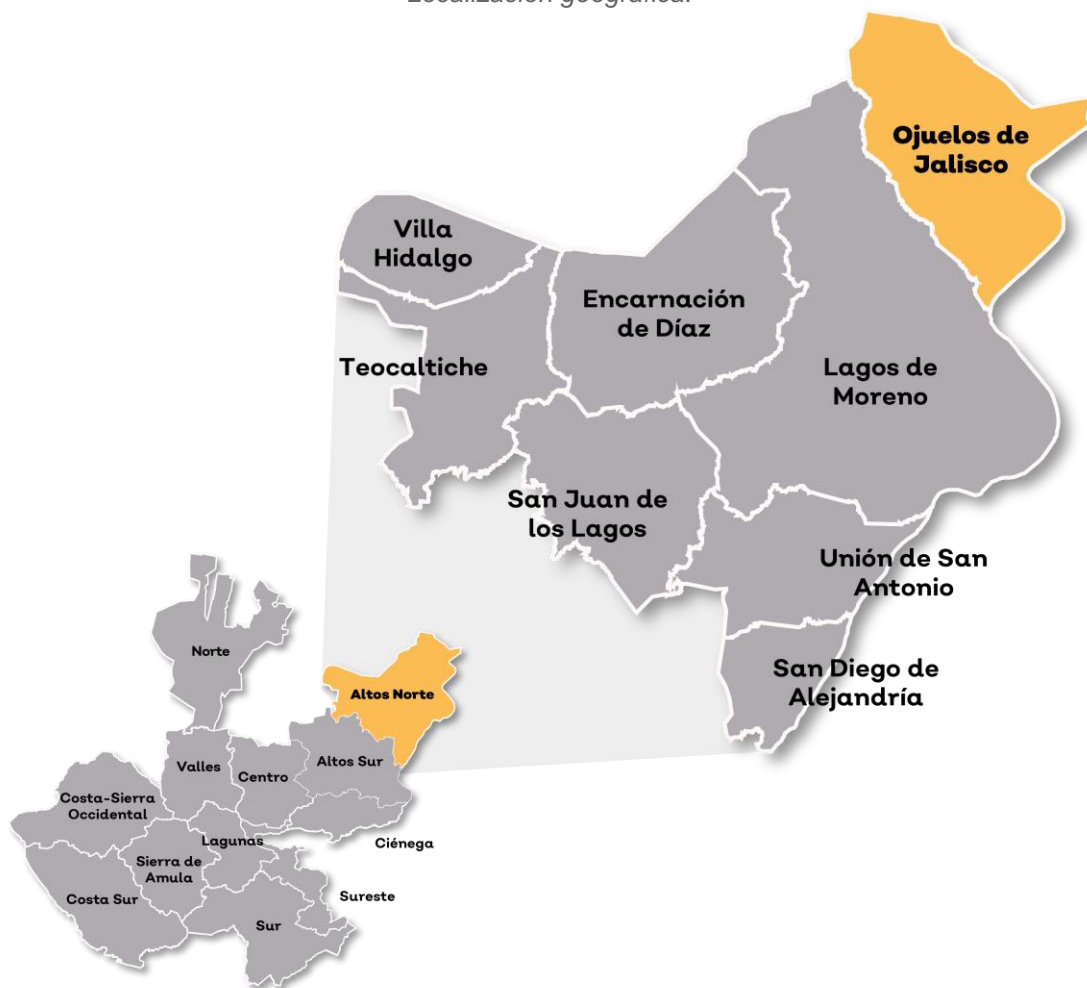 Localización geográfica.
Ojuelos de
Jalisco
Villa
Hidalgo
Encarnación
de Díaz
Teocaltiche
Lagos de
Moreno
San Juan de
los Lagos
Unión de San
Antonio
San Diego de
Alejandría
Norte
Altos Norte
Valles
Centro
Altos Sur
Costa-Sierra
Occidental
Lagunas
Ciénega
Sierra de
Amula
Costa Sur
Sureste
Sur